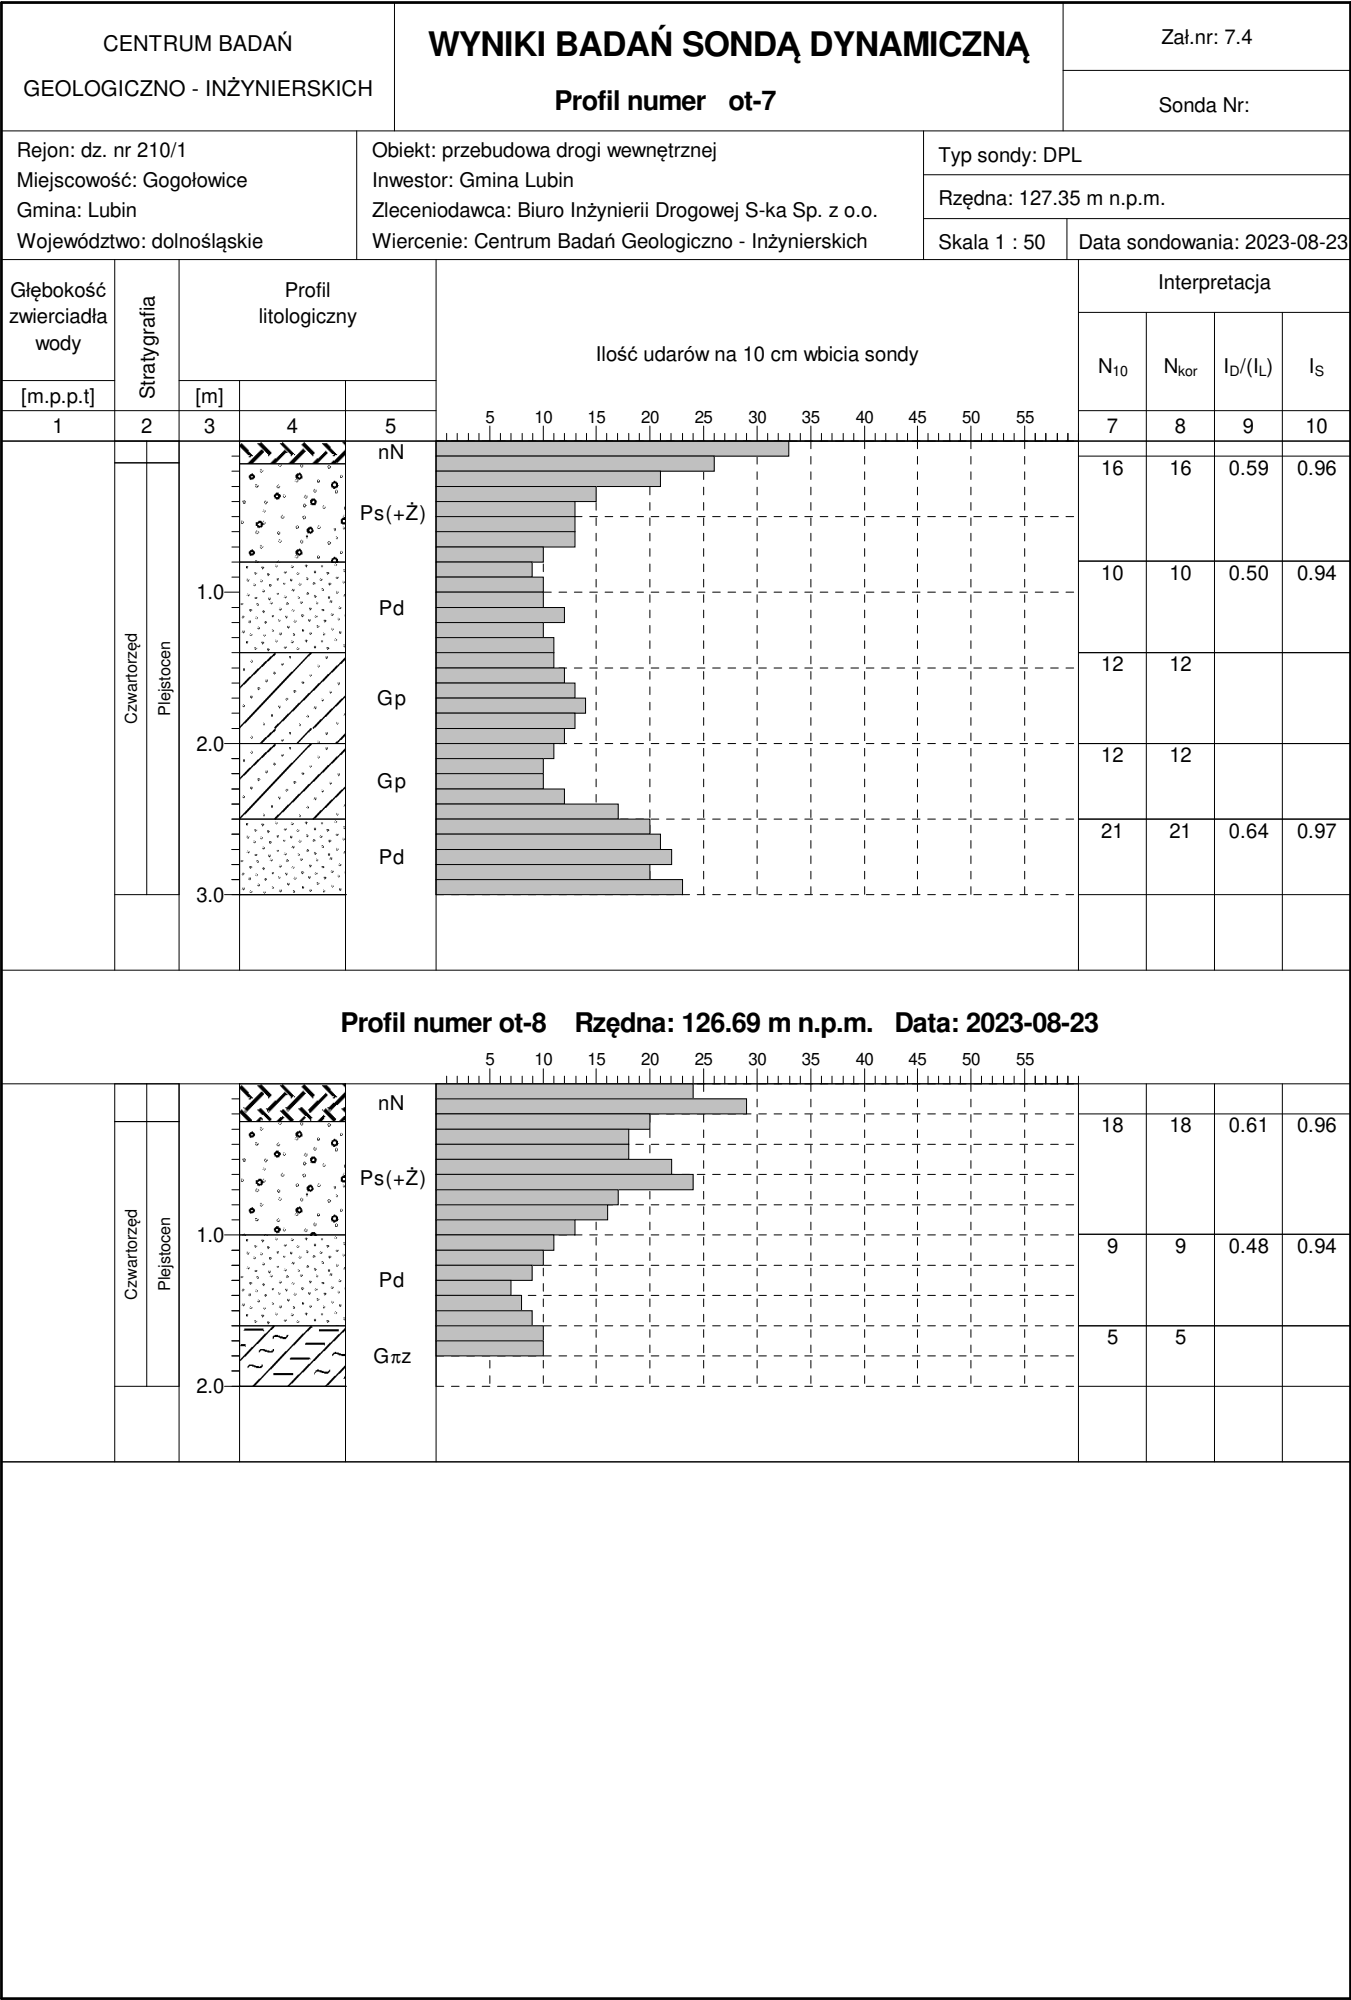 CENTRUM BADAŃ
GEOLOGICZNO - INŻYNIERSKICH
WYNIKI BADAŃ SONDĄ DYNAMICZNĄ
Profil numer ot-7
Zał.nr: 7.4
Sonda Nr:
Rejon: dz. nr 210/1
Miejscowość: Gogołowice
Gmina: Lubin
Województwo: dolnośląskie
Obiekt: przebudowa drogi wewnętrznej
Inwestor: Gmina Lubin
Zleceniodawca: Biuro Inżynierii Drogowej S-ka Sp. z o.o.
Wiercenie: Centrum Badań Geologiczno - Inżynierskich
Typ sondy: DPL
Rzędna: 127.35 m n.p.m.
Skala 1 : 50
Data sondowania: 2023-08-23
Głębokość
zwierciadła
wody
[m.p.p.t]
Stratygrafia
Profil
litologiczny
[m]
Ilość udarów na 10 cm wbicia sondy
Interpretacja
N10 Nkor ID/(IL) IS
5 10 15 20 25 30 35 40 45 50 55
1 2 3 4 5 7 8 9 10
nN
16 16 0.59 0.96
Ps(+Ż)
10 10 0.50 0.94
1.0
Pd
12 12
Czwartorzęd
Plejstocen
Gp
2.0
12 12
Gp
21 21 0.64 0.97
Pd
3.0
Profil numer ot-8 Rzędna: 126.69 m n.p.m. Data: 2023-08-23
5 10 15 20 25 30 35 40 45 50 55
nN
18 18 0.61 0.96
Ps(+Ż)
1.0
9 9 0.48 0.94
Czwartorzęd
Plejstocen
Pd
5 5
Gπz
2.0